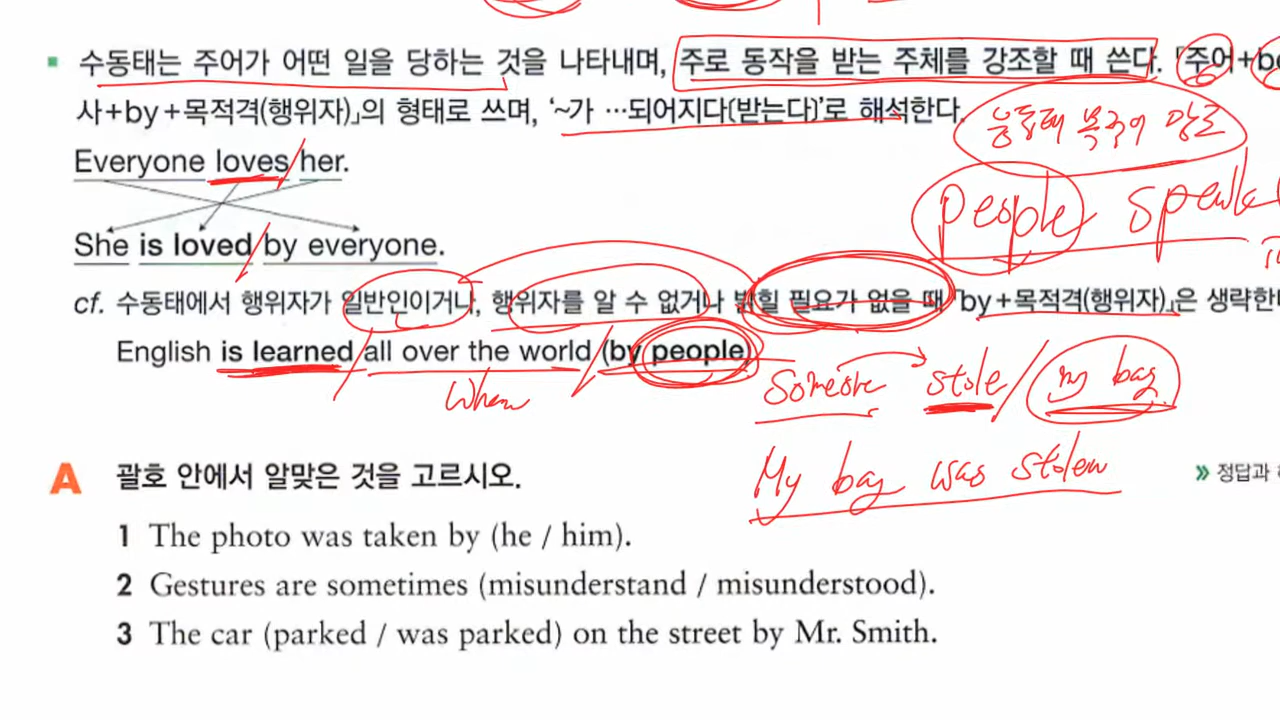 수동태는 주어가 어떤 일을 당하는 것을 나타내며, 주로 동작을 받는 주체를 강조할 때 쓴다. 「주어+be
사+by+목적격(행위자)」의 형태로 쓰며, '~가 …되어지다(받는다)'로 해석한다.
능동태 목적어
Everyone loves her.
people speak
She is loved by everyone.
cf. 수동태에서 행위자가 일반인이거나, 행위자를 알 수 없거나 밝힐 필요가 없을 때 「by+목적격(행위자)」은 생략한
English is learned all over the world (by people)
Someone stole my bag.
My bag was stolen
A 괄호 안에서 알맞은 것을 고르시오.
» 정답과
1 The photo was taken by (he / him).
2 Gestures are sometimes (misunderstand / misunderstood).
3 The car (parked / was parked) on the street by Mr. Smith.